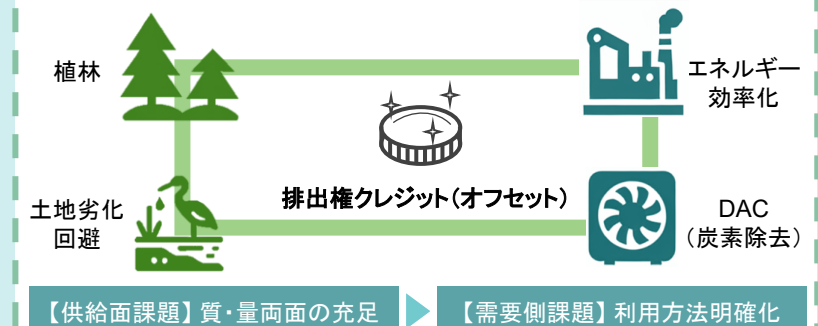 植林
エネルギー
効率化
排出権クレジット(オフセット)
土地劣化
回避
DAC
(炭素除去)
【供給面課題】質・量両面の充足
【需要側課題】利用方法明確化